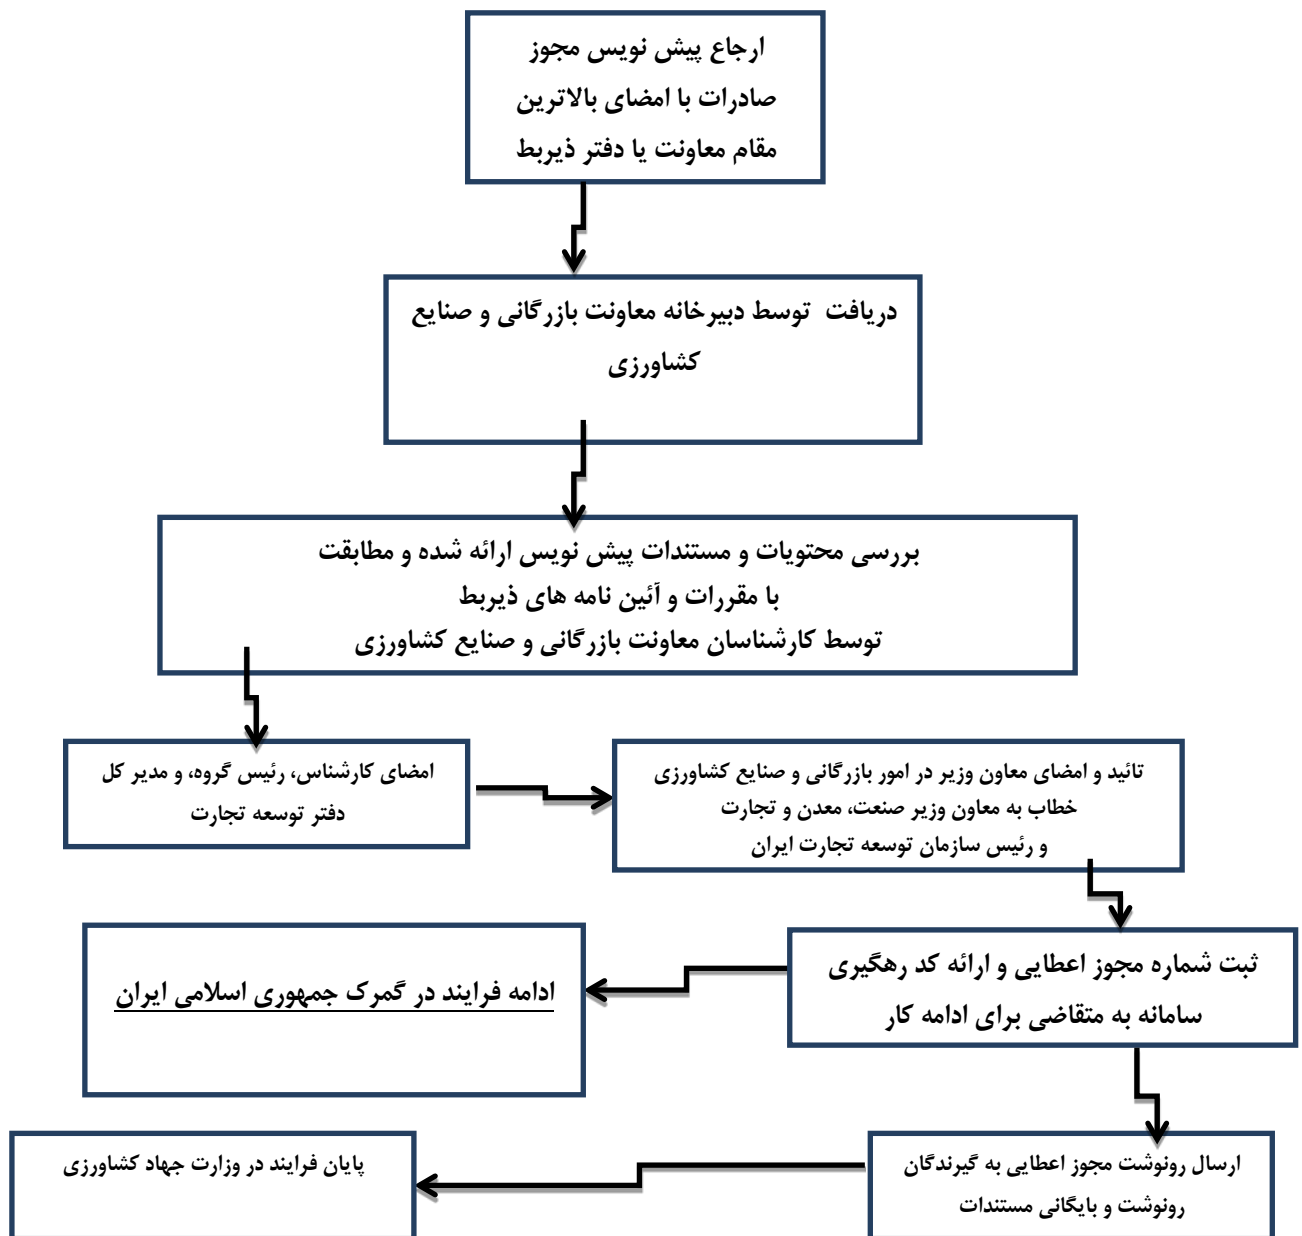 ارجاع پیش نویس مجوز
صادرات با امضای بالاترین
مقام معاونت یا دفتر ذیربط
دریافت توسط دبیرخانه معاونت بازرگانی و صنایع
کشاورزی
بررسی محتویات و مستندات پیش نویس ارائه شده و مطابقت
با مقررات و آئین نامه های ذیربط
توسط کارشناسان معاونت بازرگانی و صنایع کشاورزی
امضای کارشناس، رئیس گروه، و مدیر کل
دفتر توسعه تجارت
تائید و امضای معاون وزیر در امور بازرگانی و صنایع کشاورزی
خطاب به معاون وزیر صنعت، معدن و تجارت
و رئیس سازمان توسعه تجارت ایران
ثبت شماره مجوز اعطایی و ارائه کد رهگیری
سامانه به متقاضی برای ادامه کار
ادامه فرایند در گمرک جمهوری اسلامی ایران
ارسال رونوشت مجوز اعطایی به گیرندگان
رونوشت و بایگانی مستندات
پایان فرایند در وزارت جهاد کشاورزی